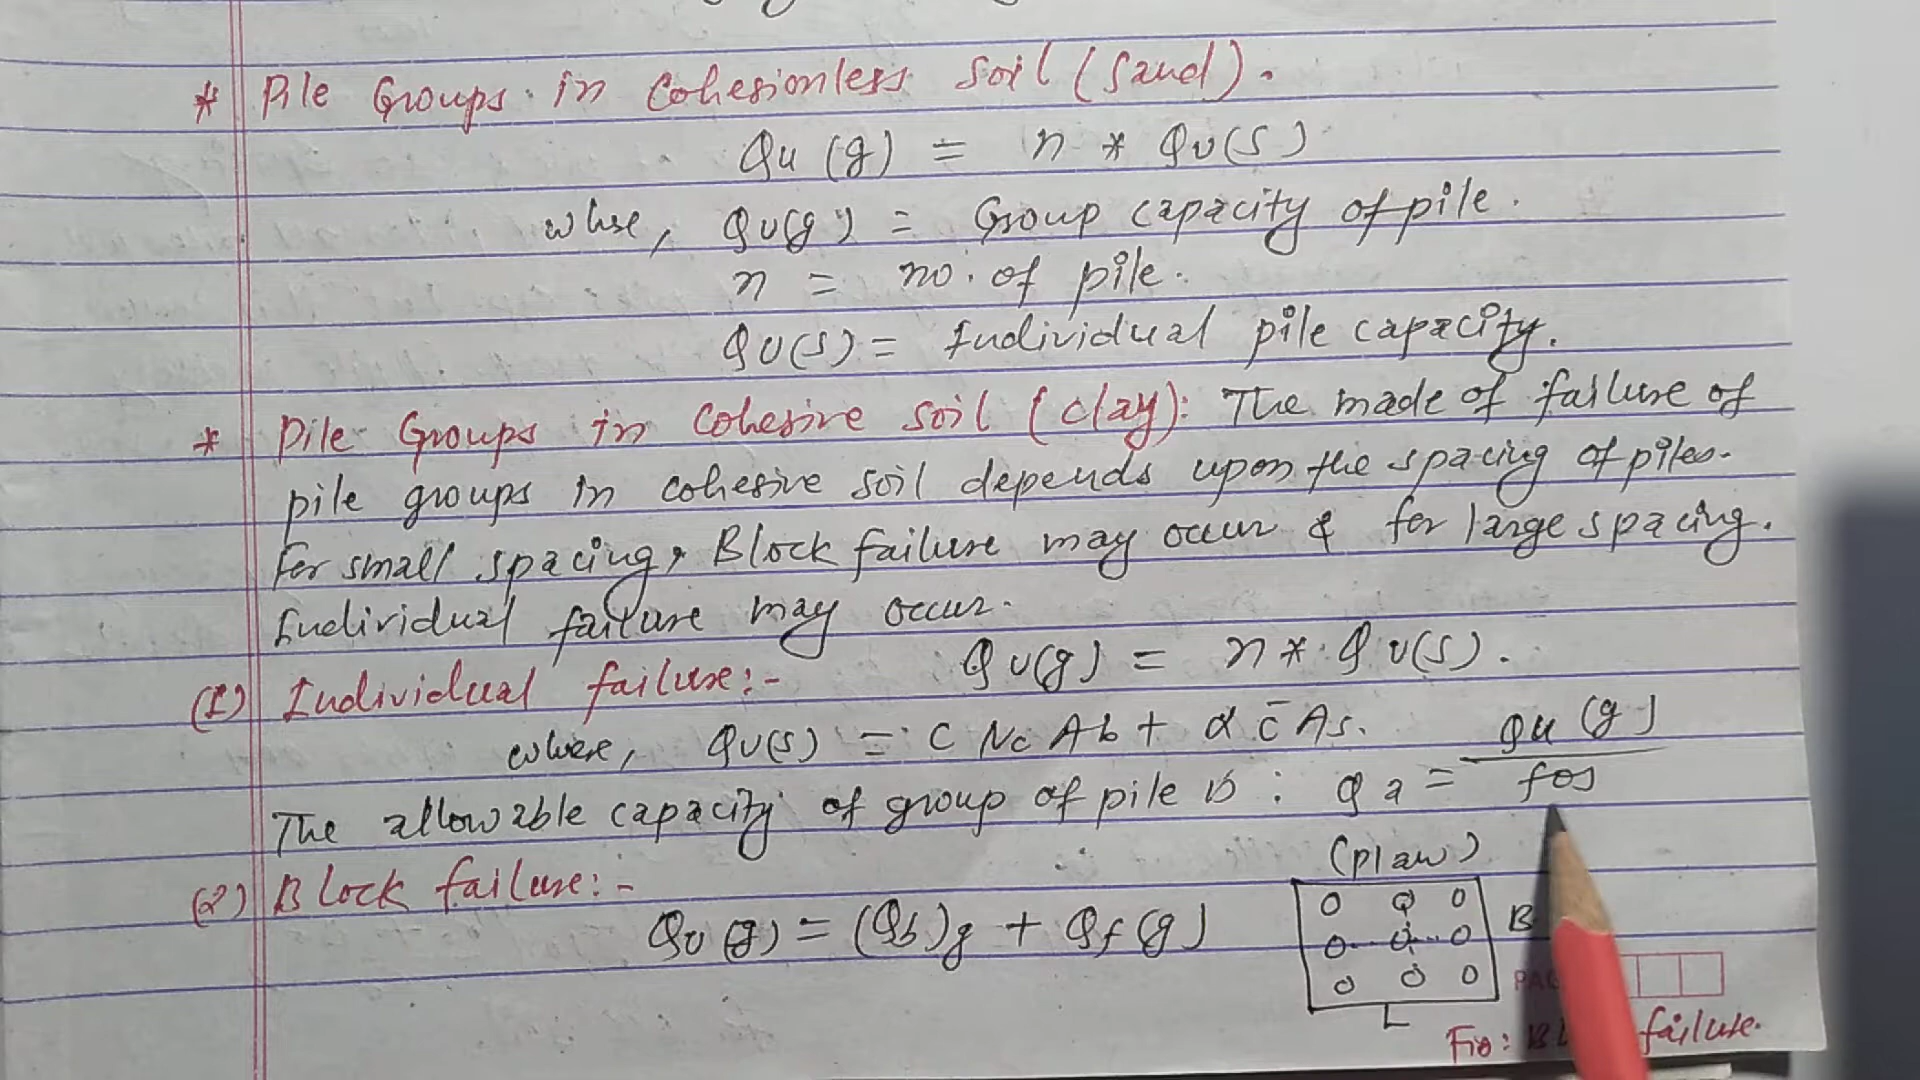 * Pile Groups in Cohesionless Soil (Sand).
Qu (g) = n * Qu(s)
where, Qu(g) = Group capacity of pile.
n = no. of pile.
Qu(s) = Individual pile capacity.
* Pile Groups in Cohesive Soil (clay): The made of failure of
pile groups in cohesive soil depends upon the spacing of piles.
For small spacing, Block failure may occur & for large spacing.
Individual failure may occur.
(1) Individual failure:- Qu(g) = n * Qu(s).
where, Qu(s) = C Nc Ab + α c̄ As.
The allowable capacity of group of pile is : Qa = Qu (g) / fos
(2) Block failure:-
(plan)
Qu (g) = (Qb)g + Qf (g)
B
L
Fig: failure.